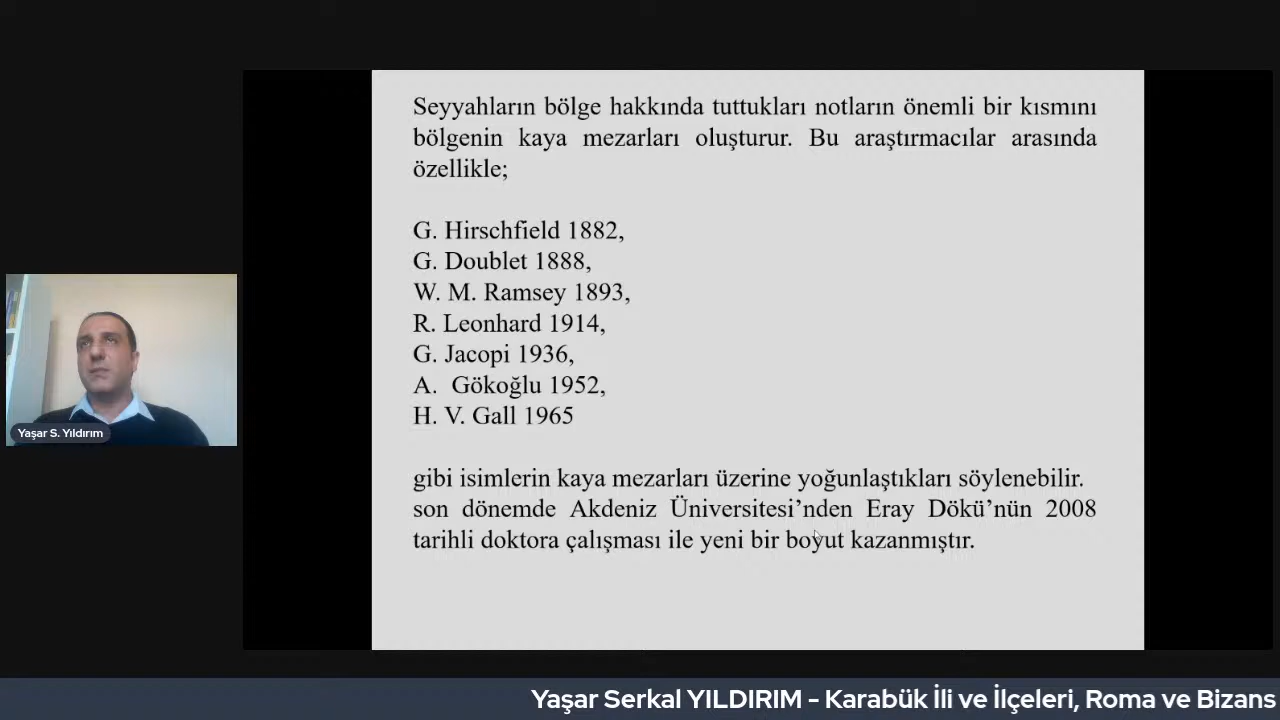 Seyyahların bölge hakkında tuttukları notların önemli bir kısmını
bölgenin kaya mezarları oluşturur. Bu araştırmacılar arasında
özellikle;
G. Hirschfield 1882,
G. Doublet 1888,
W. M. Ramsey 1893,
R. Leonhard 1914,
G. Jacopi 1936,
A. Gökoğlu 1952,
H. V. Gall 1965
gibi isimlerin kaya mezarları üzerine yoğunlaştıkları söylenebilir.
son dönemde Akdeniz Üniversitesi’nden Eray Dökü’nün 2008
tarihli doktora çalışması ile yeni bir boyut kazanmıştır.
Yaşar S. Yıldırım
Yaşar Serkal YILDIRIM - Karabük İli ve İlçeleri, Roma ve Bizans